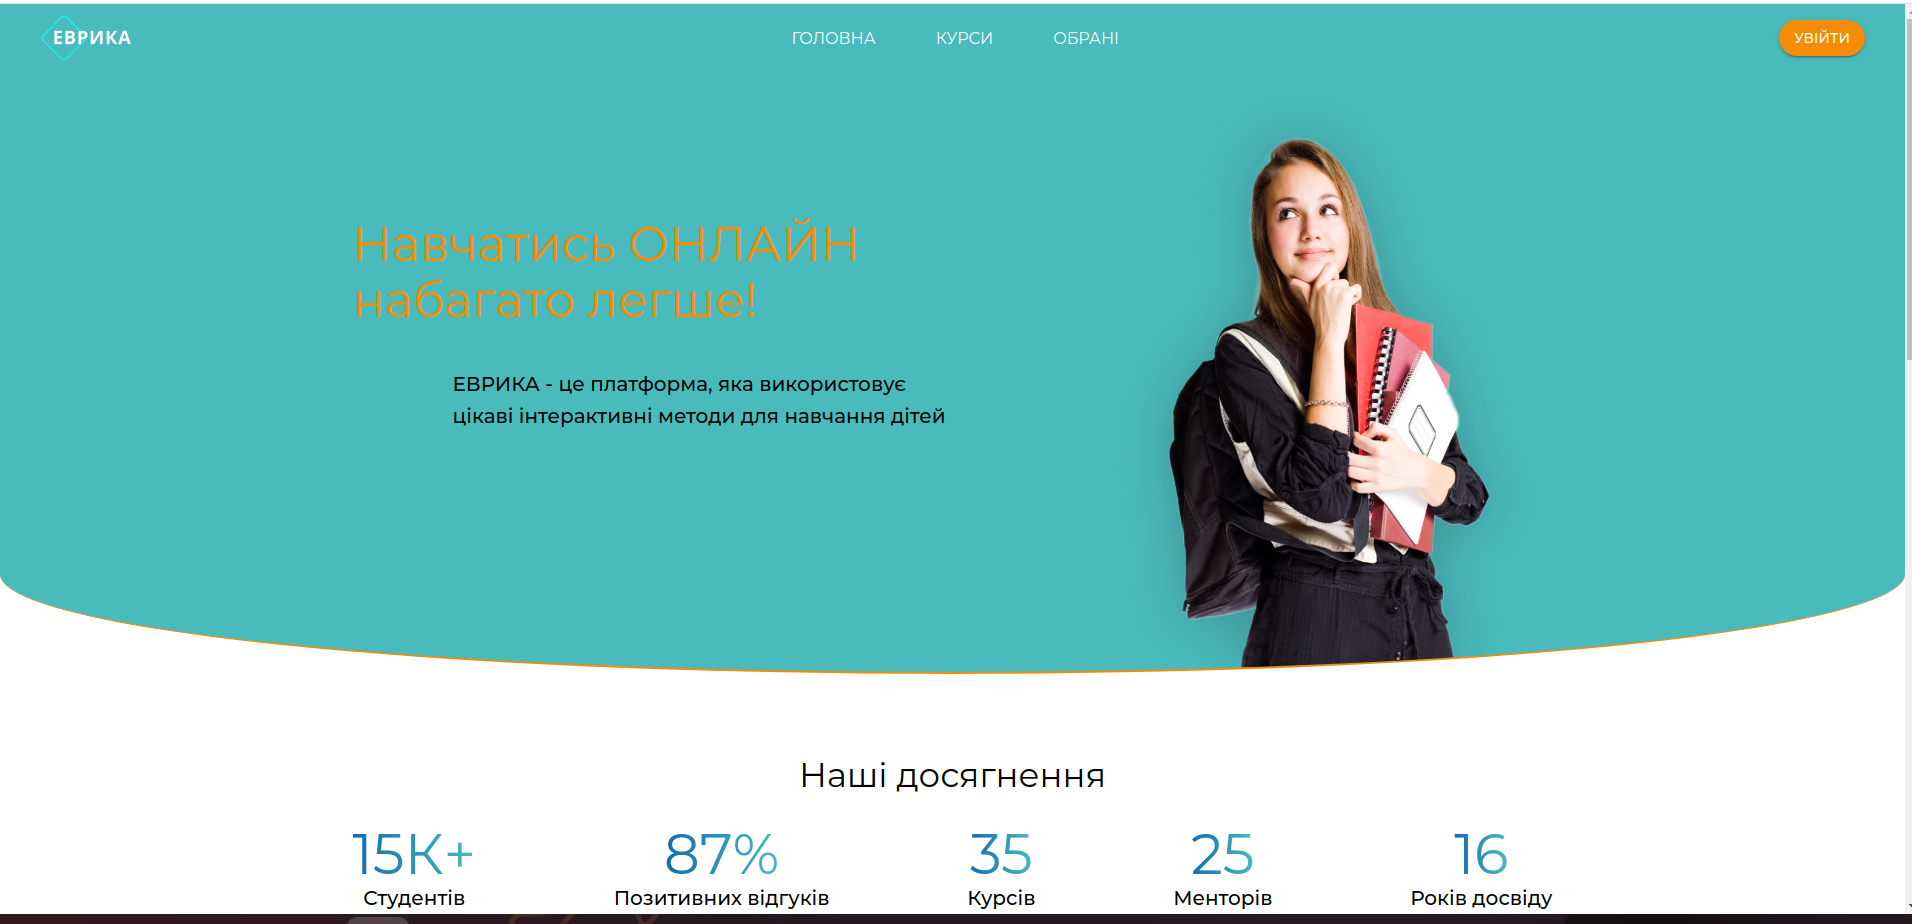 ЕВРИКА
ГОЛОВНА
КУРСИ
ОБРАНІ
УВІЙТИ
Навчатись ОНЛАЙН
набагато легше!
ЕВРИКА - це платформа, яка використовує
цікаві інтерактивні методи для навчання дітей
Наші досягнення
15К+
Студентів
87%
Позитивних відгуків
35
Курсів
25
Менторів
16
Років досвіду